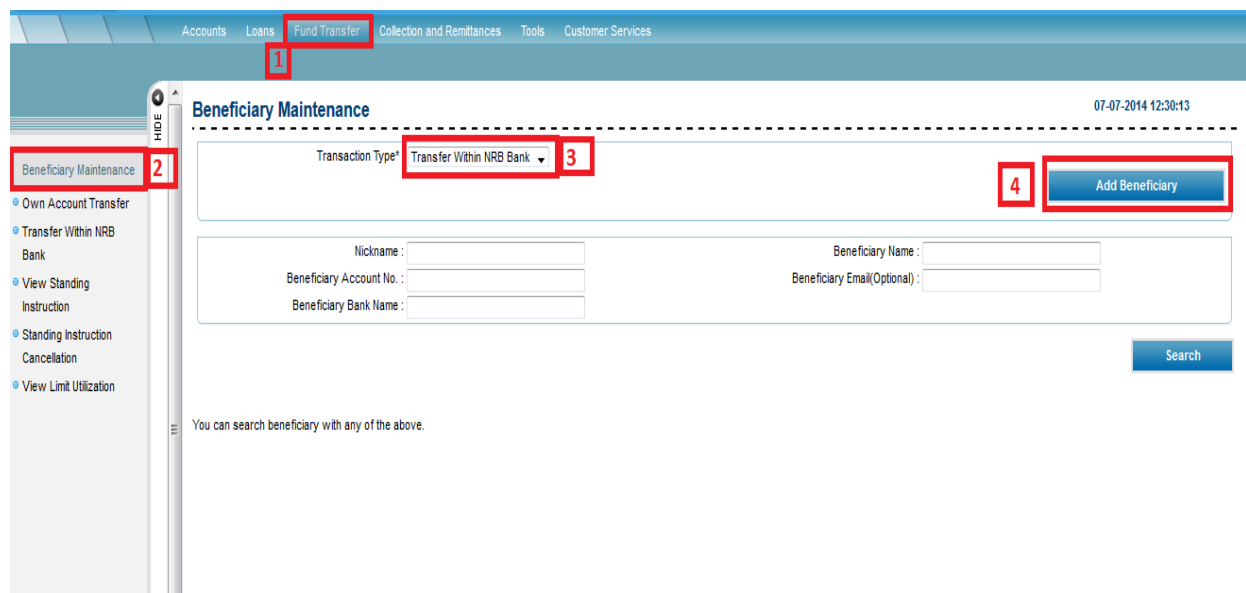 Accounts Loans Fund Transfer Collection and Remittances Tools Customer Services
1
HIDE
Beneficiary Maintenance 07-07-2014 12:30:13
Beneficiary Maintenance
2
Own Account Transfer
Transfer Within NRB
Bank
View Standing
Instruction
Standing Instruction
Cancellation
View Limit Utilization
Transaction Type* Transfer Within NRB Bank 3
4 Add Beneficiary
Nickname : Beneficiary Name :
Beneficiary Account No. : Beneficiary Email(Optional) :
Beneficiary Bank Name :
Search
You can search beneficiary with any of the above.